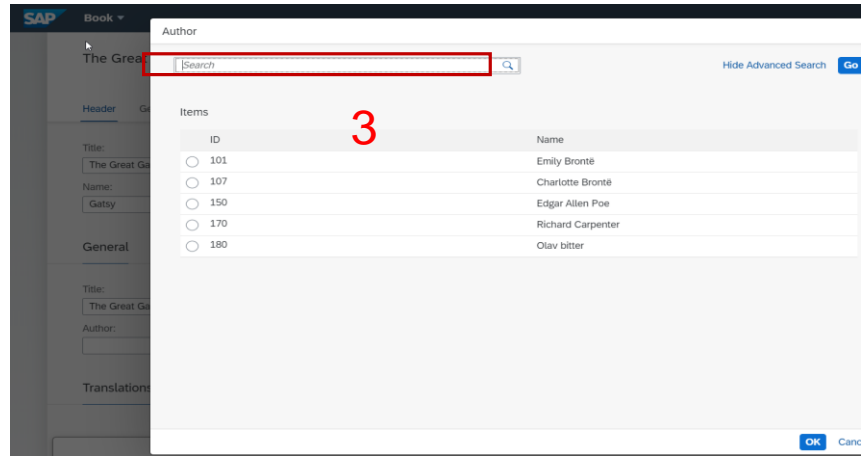 SAP Book
Author
The Great
Search
Hide Advanced Search Go
Header Ge
Items
3
ID Name
Title:
101 Emily Brontë
The Great Ga
107 Charlotte Brontë
Name:
Gatsy
150 Edgar Allen Poe
170 Richard Carpenter
General
180 Olav bitter
Title:
The Great Ga
Author:
Translations
OK Canc